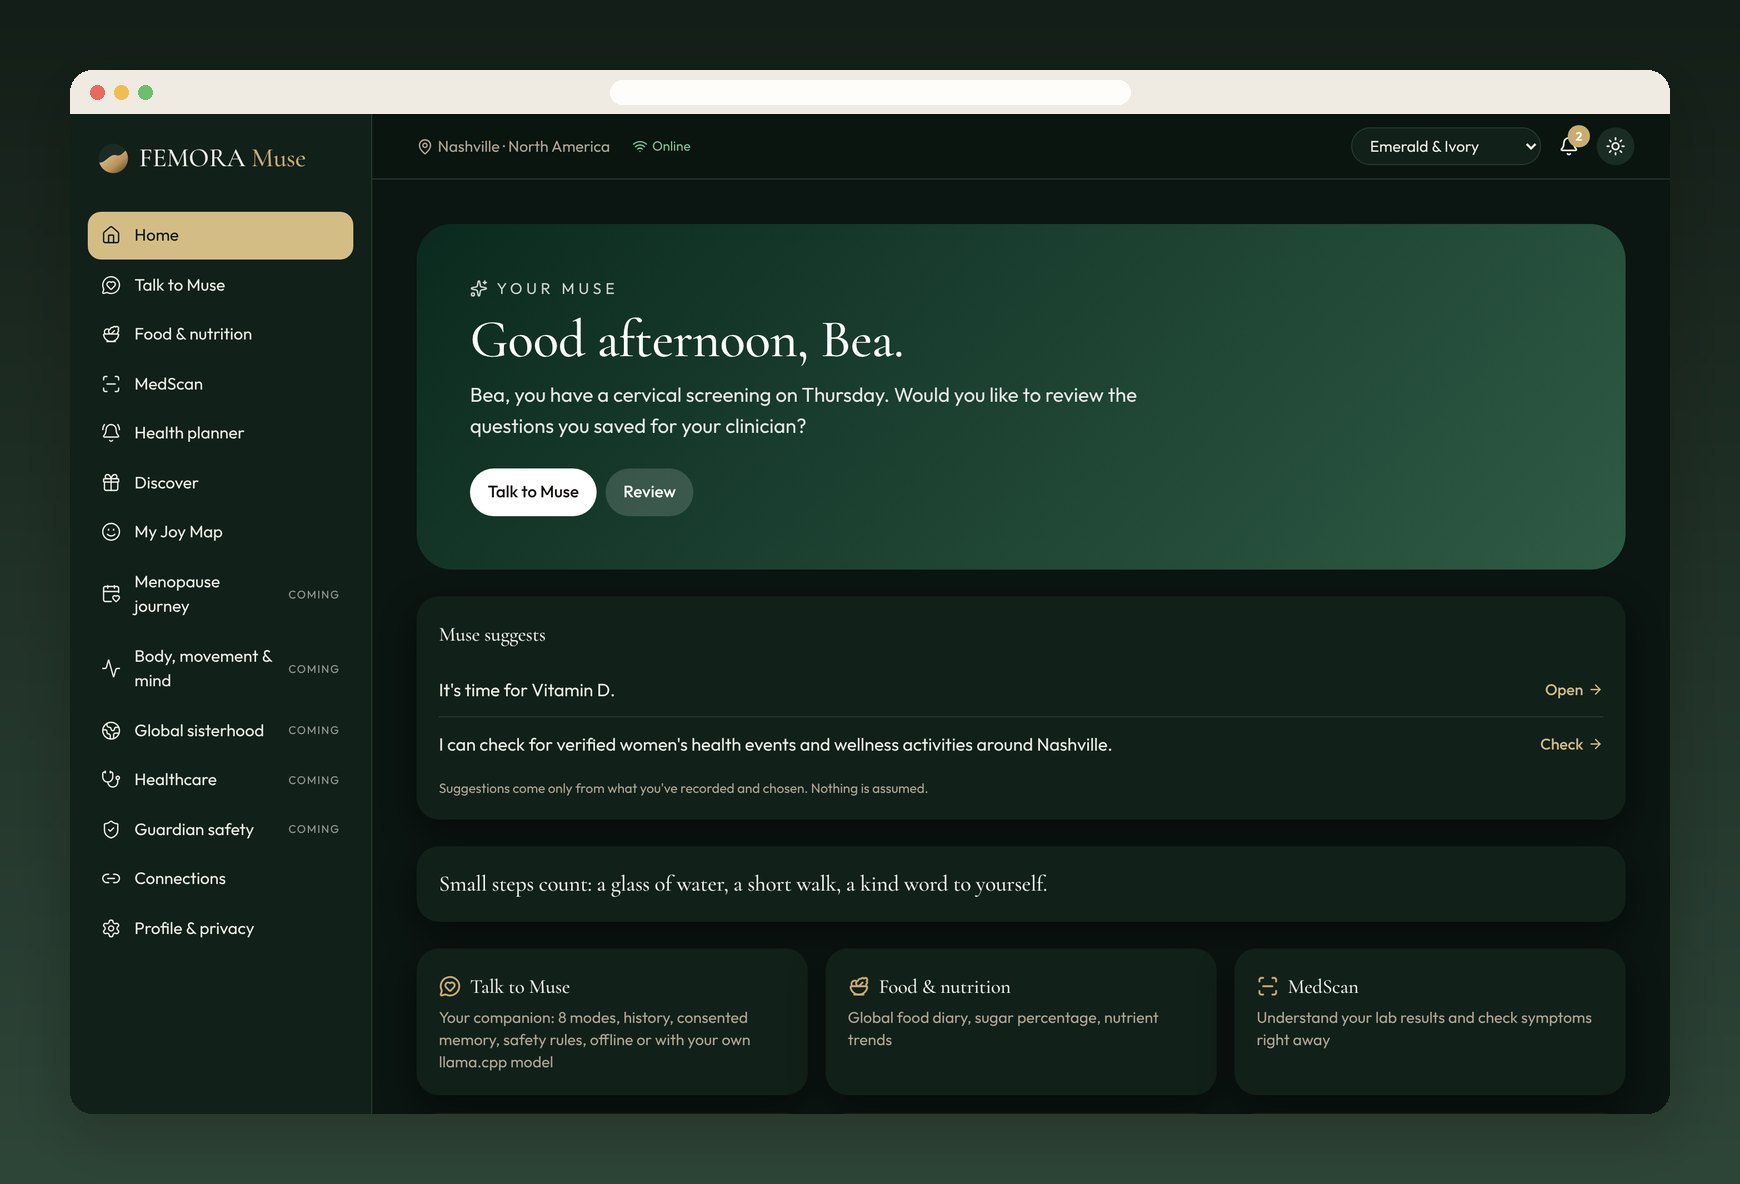 FEMORA Muse
Nashville · North America
Online
Emerald & Ivory
2
Home
Talk to Muse
Food & nutrition
MedScan
Health planner
Discover
My Joy Map
Menopause
journey
COMING
Body, movement &
mind
COMING
Global sisterhood
COMING
Healthcare
COMING
Guardian safety
COMING
Connections
Profile & privacy
YOUR MUSE
Good afternoon, Bea.
Bea, you have a cervical screening on Thursday. Would you like to review the
questions you saved for your clinician?
Talk to Muse
Review
Muse suggests
It's time for Vitamin D.
Open →
I can check for verified women's health events and wellness activities around Nashville.
Check →
Suggestions come only from what you've recorded and chosen. Nothing is assumed.
Small steps count: a glass of water, a short walk, a kind word to yourself.
Talk to Muse
Your companion: 8 modes, history, consented
memory, safety rules, offline or with your own
llama.cpp model
Food & nutrition
Global food diary, sugar percentage, nutrient
trends
MedScan
Understand your lab results and check symptoms
right away